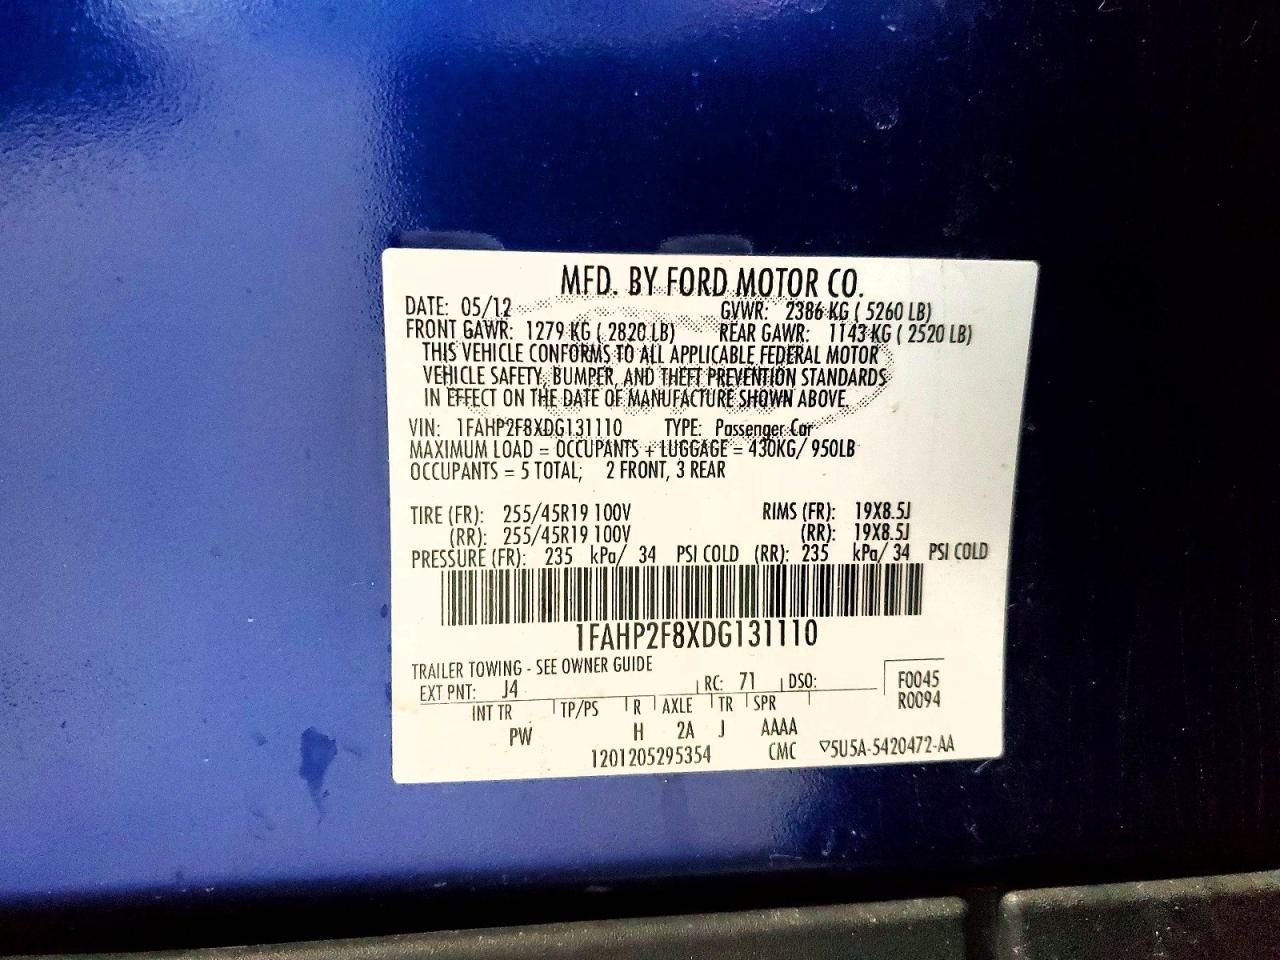 MFD. BY FORD MOTOR CO.
DATE: 05/12 GVWR: 2386 KG ( 5260 LB)
FRONT GAWR: 1279 KG ( 2820 LB) REAR GAWR: 1143 KG ( 2520 LB)
THIS VEHICLE CONFORMS TO ALL APPLICABLE FEDERAL MOTOR
VEHICLE SAFETY, BUMPER, AND THEFT PREVENTION STANDARDS
IN EFFECT ON THE DATE OF MANUFACTURE SHOWN ABOVE.
VIN: 1FAHP2F8XDG131110 TYPE: Passenger Car
MAXIMUM LOAD = OCCUPANTS + LUGGAGE = 430KG/ 950LB
OCCUPANTS = 5 TOTAL; 2 FRONT, 3 REAR
TIRE (FR): 255/45R19 100V RIMS (FR): 19X8.5J
(RR): 255/45R19 100V (RR): 19X8.5J
PRESSURE (FR): 235 kPa/ 34 PSI COLD (RR): 235 kPa/ 34 PSI COLD
1FAHP2F8XDG131110
TRAILER TOWING - SEE OWNER GUIDE
EXT PNT: J4 RC: 71 DSO: F0045
R0094
INT TR TP/PS R AXLE TR SPR
PW H 2A J AAAA
1201205295354 CMC ▽5U5A-5420472-AA